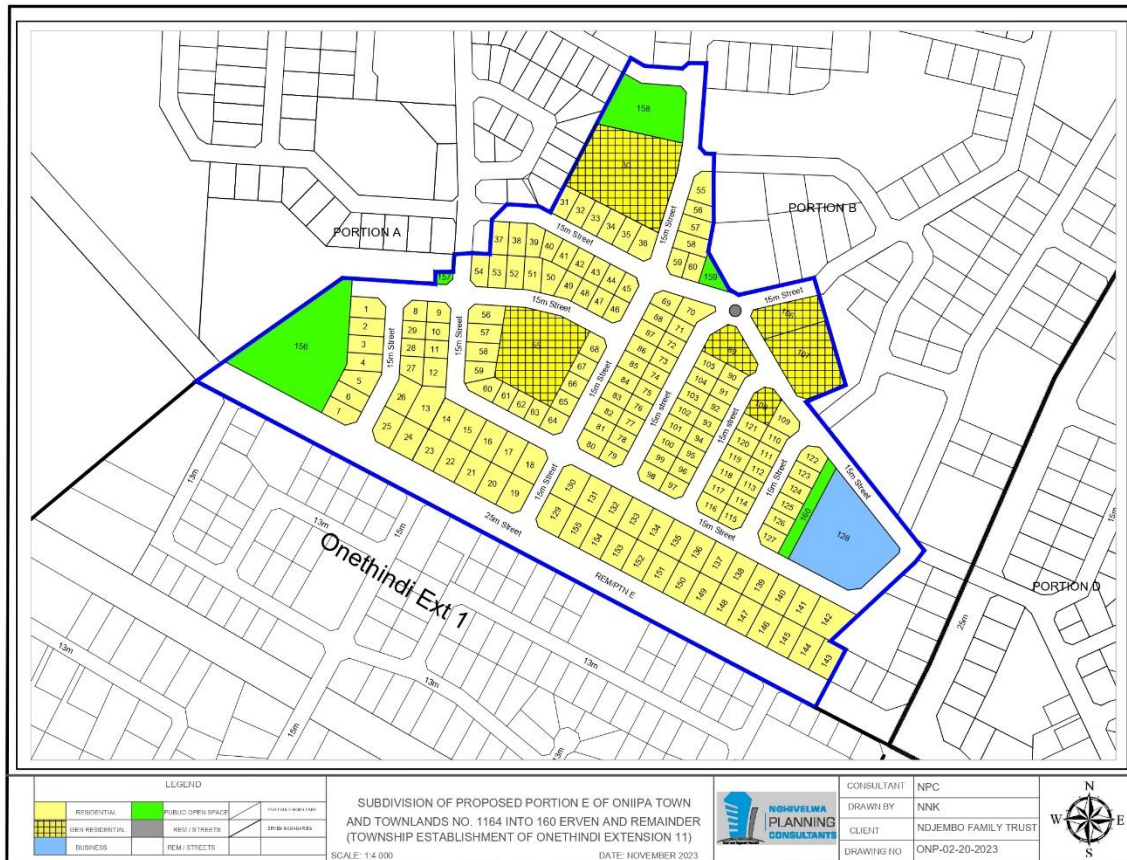 158
30
31 32 33 34 35 36
15m Street
15m Street
55
56
57
58
59 60
159
PORTION B
PORTION A
37 38 39 40
41 42 43 44 45
54 53 52 51 50 49 48 47 46
157
15m Street
15m Street
106
107
156
1
2
3
4
5
6
7
15m Street
8 9
29 10
28 11
27 12
15m Street
56
57
58
59
60 61 62 63 64
65
66
67
68
15m Street
69 70
88 71
87 72
86 73
85 74
84 75
83 76
82 77
81 78
80 79
15m street
89
105 90
104 91
103 92
102 93
101 94
100 95
99 96
98 97
15m street
108
109
121 110
120 111
119 112
118 113
117 114
116 115
15m Street
122
123
124
125
126
127
160
128
15m Street
26 13 14 15 16 17 18
25 24 23 22 21 20 19
15m Street
25m Street
15m Street
130 131 132 133 134 135 136 137 138 139 140 141 142
129 155 154 153 152 151 150 149 148 147 146 145 144 143
REM/PTN E
Onethindi Ext 1
PORTION D
13m
13m
15m
13m
13m
13m
15m
13m
25m
15m
LEGEND
RESIDENTIAL
PUBLIC OPEN SPACE
GEN RESIDENTIAL
REM / STREETS
BUSINESS
REM / STREETS
SUBDIVISION OF PROPOSED PORTION E OF ONIIPA TOWN
AND TOWNLANDS NO. 1164 INTO 160 ERVEN AND REMAINDER
(TOWNSHIP ESTABLISHMENT OF ONETHINDI EXTENSION 11)
SCALE: 1:4 000
DATE: NOVEMBER 2023
NGHIVELWA
PLANNING
CONSULTANTS
CONSULTANT NPC
DRAWN BY NNK
CLIENT NDJEMBO FAMILY TRUST
DRAWING NO ONP-02-20-2023
N
W E
S